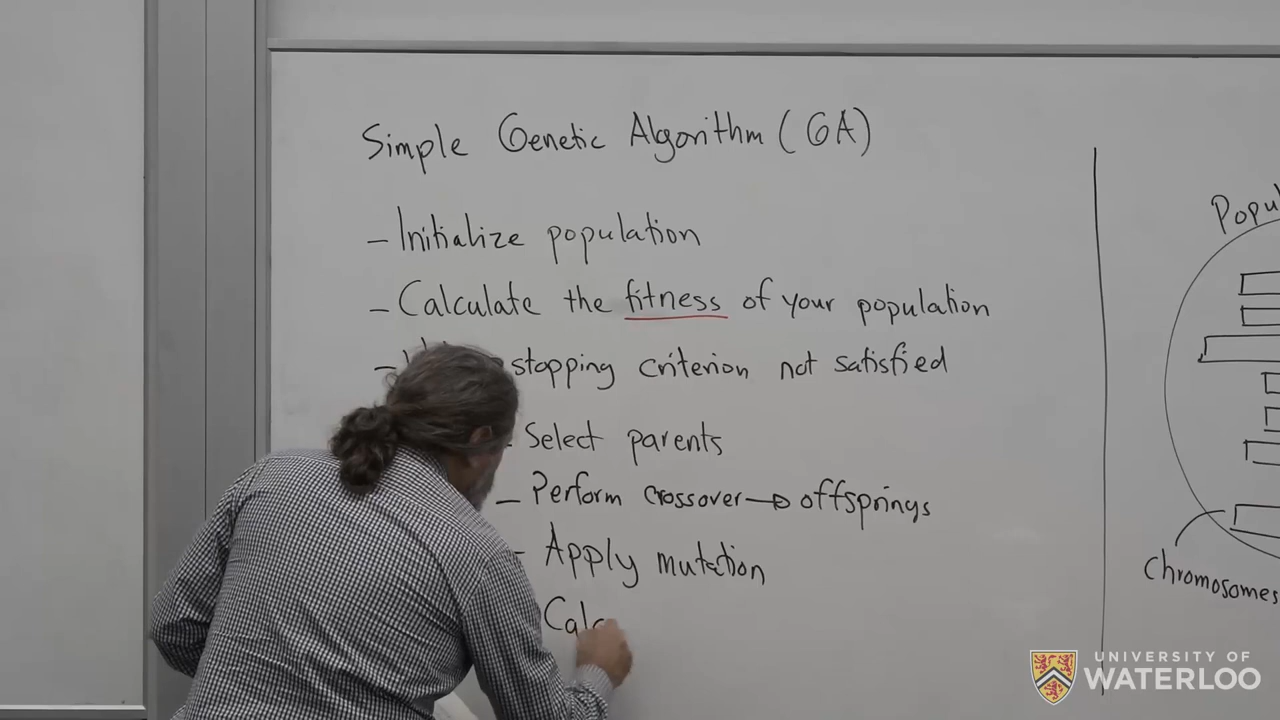 Simple Genetic Algorithm (GA)
– Initialize population
– Calculate the fitness of your population
– stopping criterion not satisfied
- Select parents
– Perform crossover → offsprings
- Apply mutation
Calc
Popul
Chromosomes
UNIVERSITY OF
WATERLOO